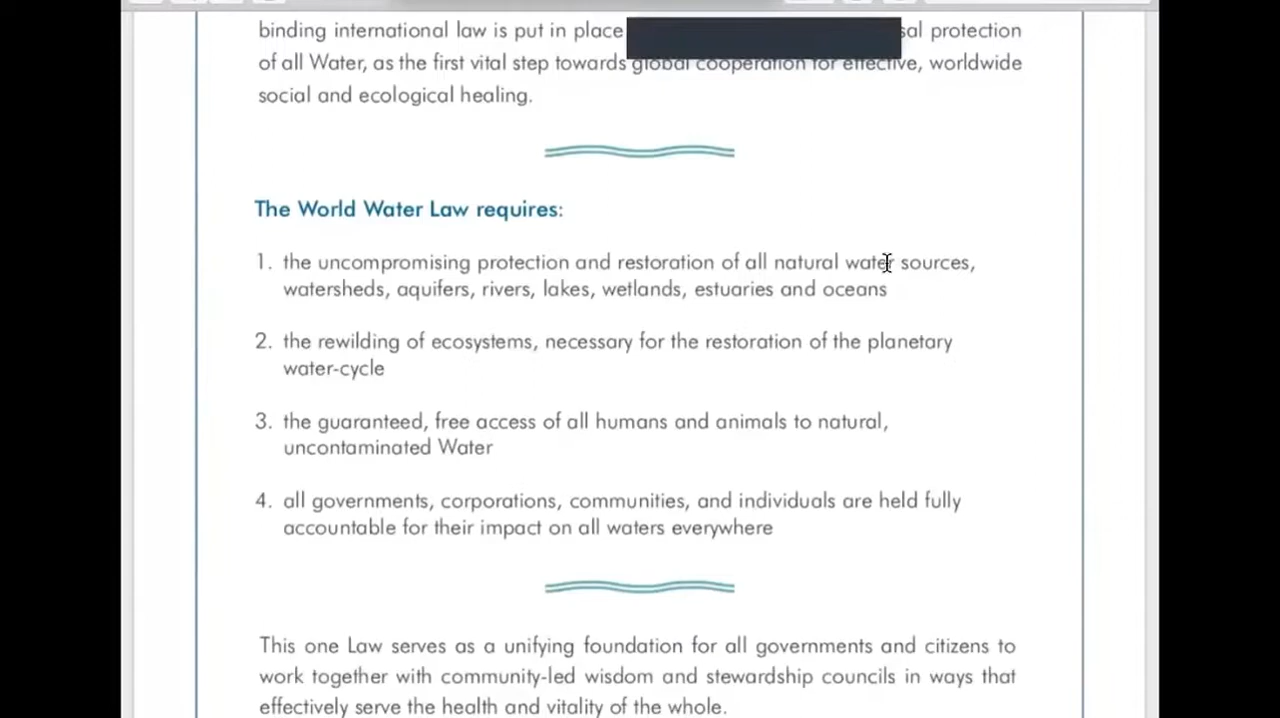 binding international law is put in place protection
of all Water, as the first vital step towards global cooperation for effective, worldwide
social and ecological healing.
The World Water Law requires:
1. the uncompromising protection and restoration of all natural water sources,
watersheds, aquifers, rivers, lakes, wetlands, estuaries and oceans
2. the rewilding of ecosystems, necessary for the restoration of the planetary
water-cycle
3. the guaranteed, free access of all humans and animals to natural,
uncontaminated Water
4. all governments, corporations, communities, and individuals are held fully
accountable for their impact on all waters everywhere
This one Law serves as a unifying foundation for all governments and citizens to
work together with community-led wisdom and stewardship councils in ways that
effectively serve the health and vitality of the whole.